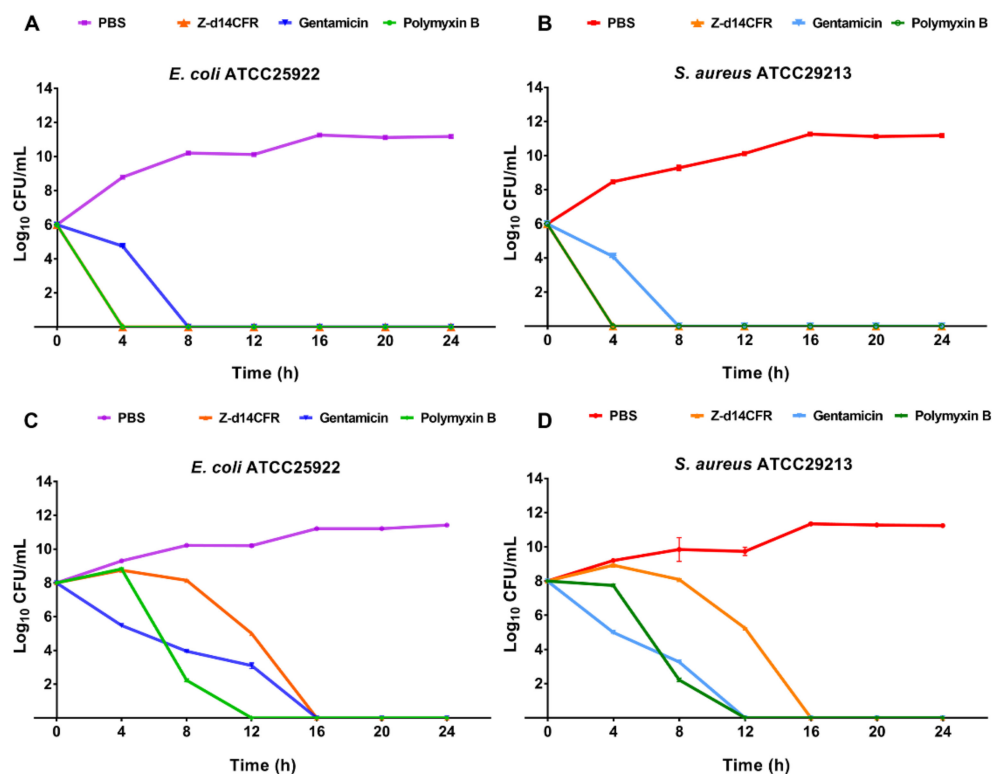 A
PBS Z-d14CFR Gentamicin Polymyxin B
E. coli ATCC25922
Log10 CFU/mL
14
12
10
8
6
4
2
0 4 8 12 16 20 24
Time (h)
B
PBS Z-d14CFR Gentamicin Polymyxin B
S. aureus ATCC29213
Log10 CFU/mL
14
12
10
8
6
4
2
0 4 8 12 16 20 24
Time (h)
C
PBS Z-d14CFR Gentamicin Polymyxin B
E. coli ATCC25922
Log10 CFU/mL
14
12
10
8
6
4
2
0 4 8 12 16 20 24
Time (h)
D
PBS Z-d14CFR Gentamicin Polymyxin B
S. aureus ATCC29213
Log10 CFU/mL
14
12
10
8
6
4
2
0 4 8 12 16 20 24
Time (h)